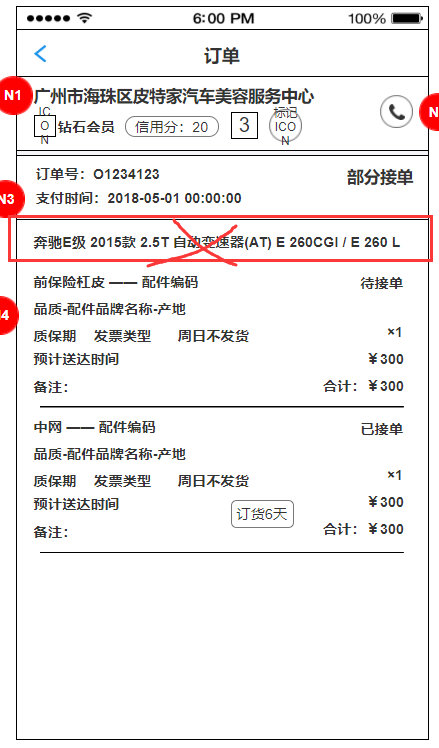 6:00 PM 100%
订单
N1
广州市海珠区皮特家汽车美容服务中心
ICON 钻石会员 信用分：20 3 标记ICON
N
订单号：O1234123 部分接单
N3
支付时间：2018-05-01 00:00:00
奔驰E级 2015款 2.5T 自动变速器(AT) E 260CGI / E 260 L
前保险杠皮 —— 配件编码 待接单
品质-配件品牌名称-产地
N4
质保期 发票类型 周日不发货 ×1
预计送达时间 ￥300
备注： 合计：￥300
中网 —— 配件编码 已接单
品质-配件品牌名称-产地
质保期 发票类型 周日不发货 ×1
预计送达时间 ￥300
订货6天
备注： 合计：￥300